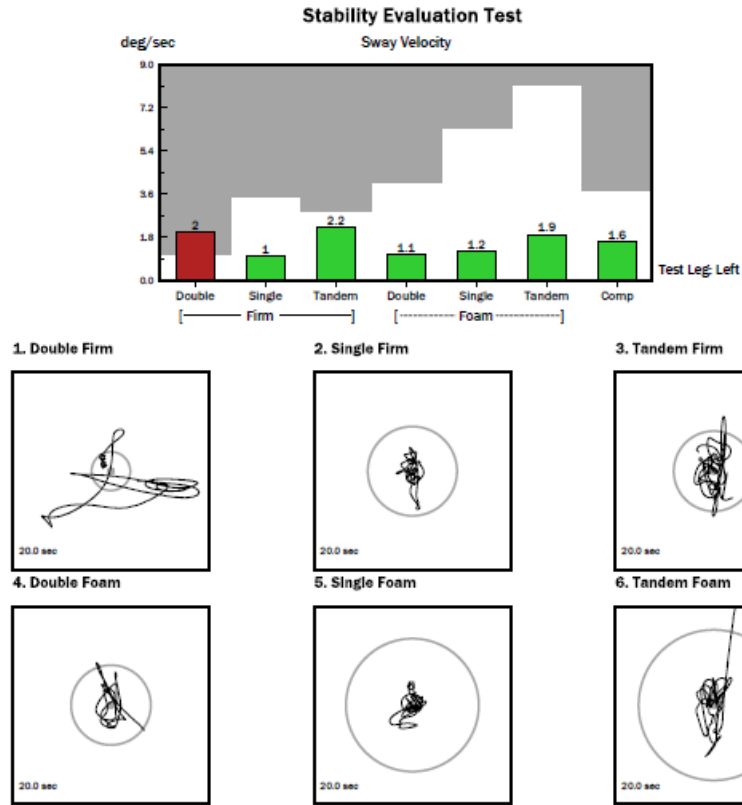 Stability Evaluation Test
deg/sec Sway Velocity
9.0
7.2
5.4
3.6
1.8
0.0
2 1 2.2 1.1 1.2 1.9 1.6
Test Leg: Left
Double Single Tandem Double Single Tandem Comp
[ Firm ] [ Foam ]
1. Double Firm 2. Single Firm 3. Tandem Firm
20.0 sec 20.0 sec 20.0 sec
4. Double Foam 5. Single Foam 6. Tandem Foam
20.0 sec 20.0 sec 20.0 sec